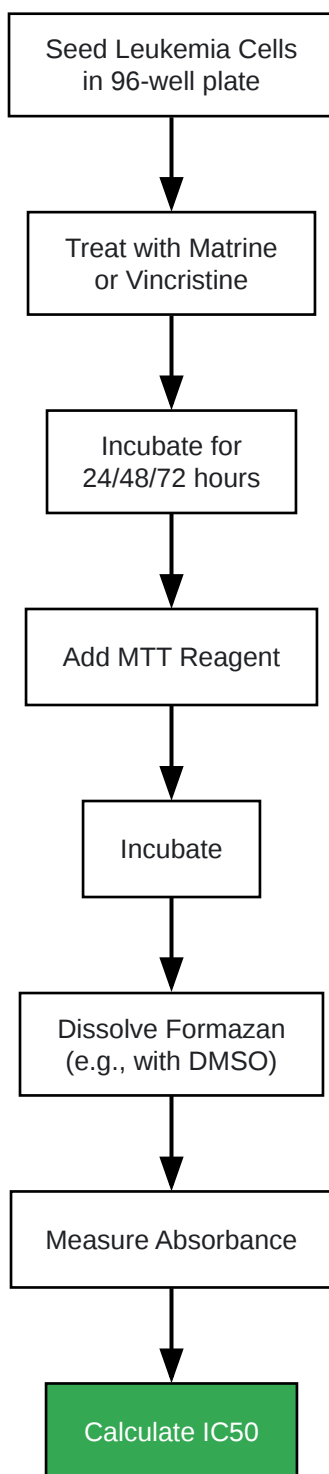 Seed Leukemia Cells
in 96-well plate
Treat with Matrine
or Vincristine
Incubate for
24/48/72 hours
Add MTT Reagent
Incubate
Dissolve Formazan
(e.g., with DMSO)
Measure Absorbance
Calculate IC50